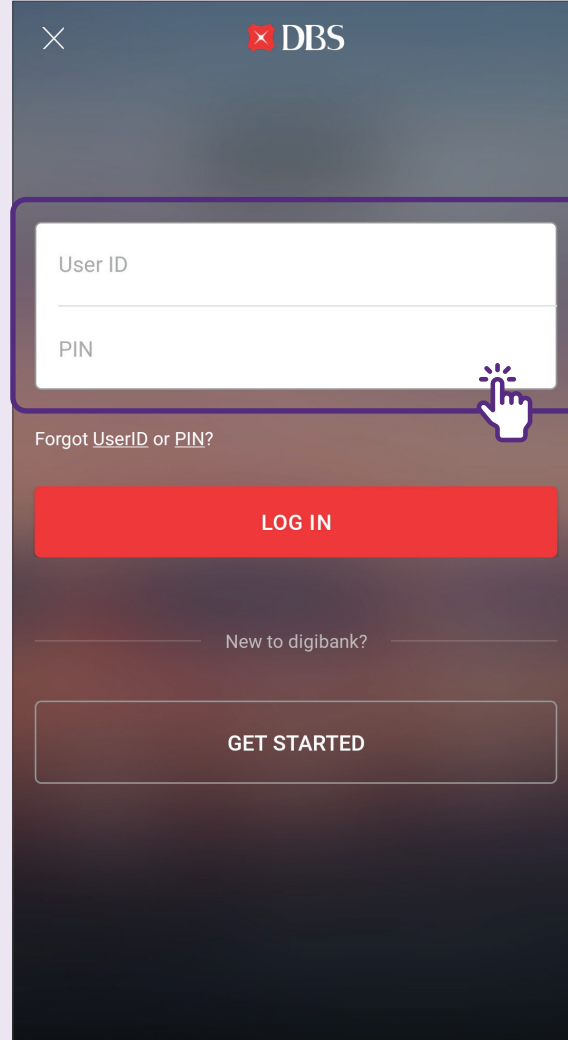 DBS
User ID
PIN
Forgot UserID or PIN?
LOG IN
New to digibank?
GET STARTED